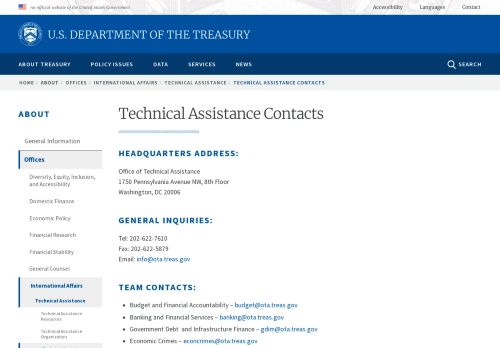 An official website of the United States Government
Accessibility Languages Contact
U.S. DEPARTMENT OF THE TREASURY
ABOUT TREASURY POLICY ISSUES DATA SERVICES NEWS SEARCH
HOME › ABOUT › OFFICES › INTERNATIONAL AFFAIRS › TECHNICAL ASSISTANCE › TECHNICAL ASSISTANCE CONTACTS
ABOUT
General Information
Offices
Diversity, Equity, Inclusion,
and Accessibility
Domestic Finance
Economic Policy
Financial Research
Financial Stability
General Counsel
International Affairs
Technical Assistance
Technical Assistance
Resources
Technical Assistance
Organization
Technical Assistance Contacts
HEADQUARTERS ADDRESS:
Office of Technical Assistance
1750 Pennsylvania Avenue NW, 8th Floor
Washington, DC 20006
GENERAL INQUIRIES:
Tel: 202-622-7610
Fax: 202-622-5879
Email: info@ota.treas.gov
TEAM CONTACTS:
• Budget and Financial Accountability – budget@ota.treas.gov
• Banking and Financial Services – banking@ota.treas.gov
• Government Debt and Infrastructure Finance – gdim@ota.treas.gov
• Economic Crimes – econcrimes@ota.treas.gov